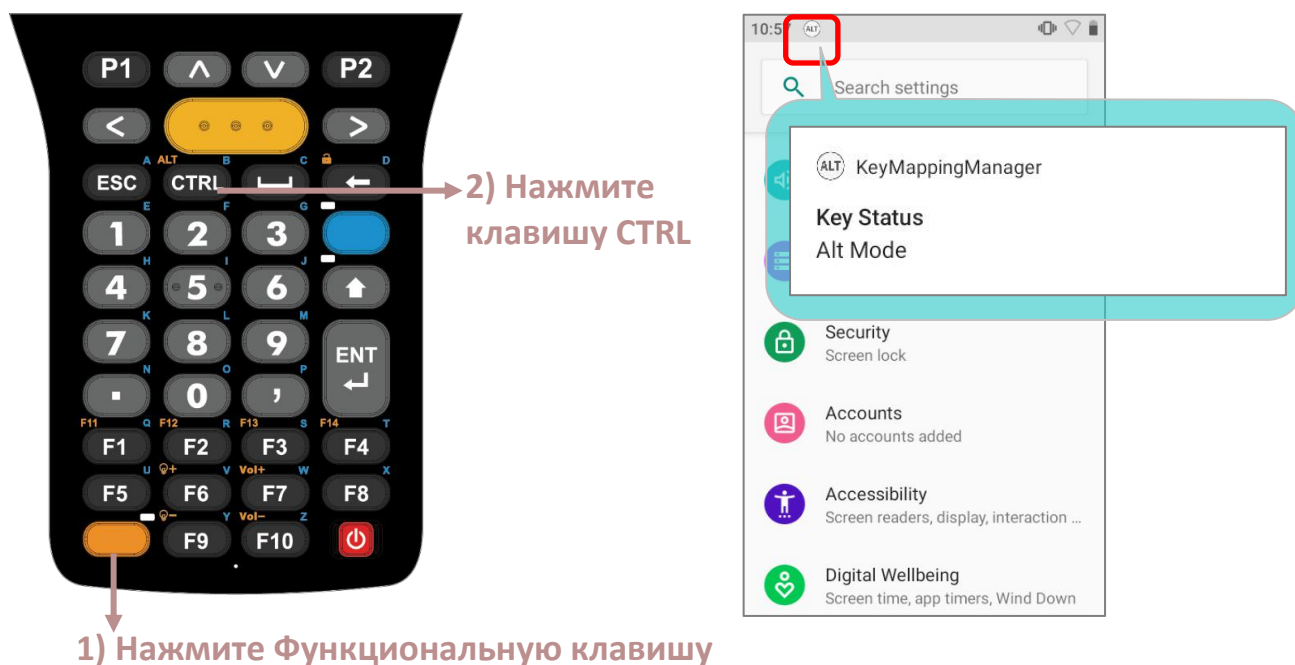 P1 ∧ ∨ P2
< >
A ALT B C D
ESC CTRL ←
2) Нажмите
клавишу CTRL
E F G
1 2 3
H I J
4 5 6
K L M
7 8 9 ENT
N O P
. 0 ,
F11 Q F12 R F13 S F14 T
F1 F2 F3 F4
U + V Vol+ W X
F5 F6 F7 F8
- Y Vol- Z
F9 F10
1) Нажмите Функциональную клавишу
10:57 ALT
Search settings
ALT KeyMappingManager
Key Status
Alt Mode
Security
Screen lock
Accounts
No accounts added
Accessibility
Screen readers, display, interaction ...
Digital Wellbeing
Screen time, app timers, Wind Down